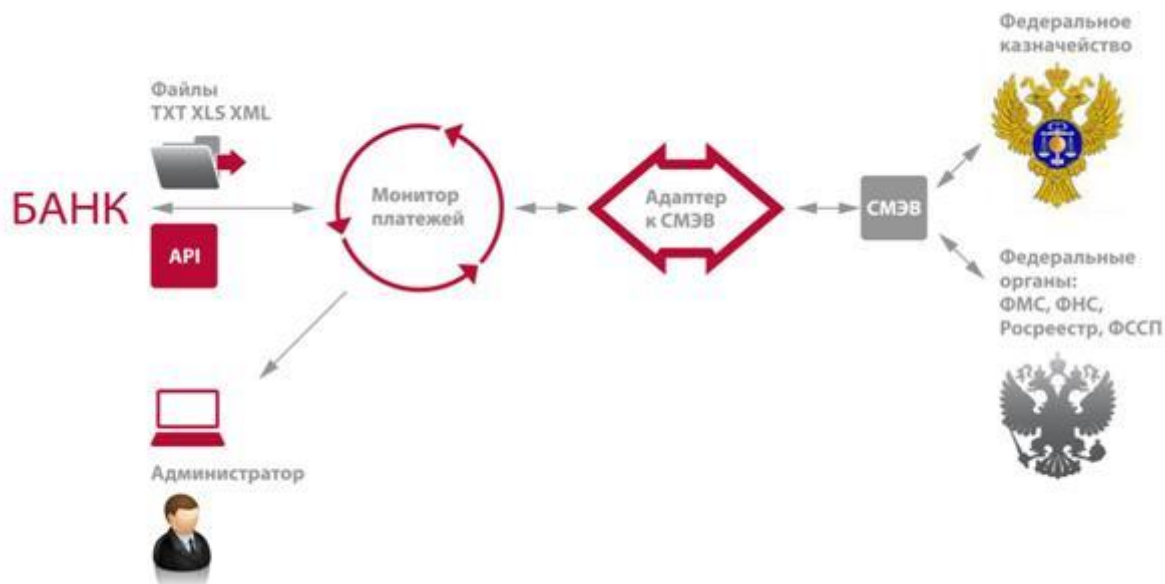 Файлы
TXT XLS XML
БАНК
API
Монитор
платежей
Администратор
Адаптер
к СМЭВ
СМЭВ
Федеральное
казначейство
Федеральные
органы:
ФМС, ФНС,
Росреестр, ФССП